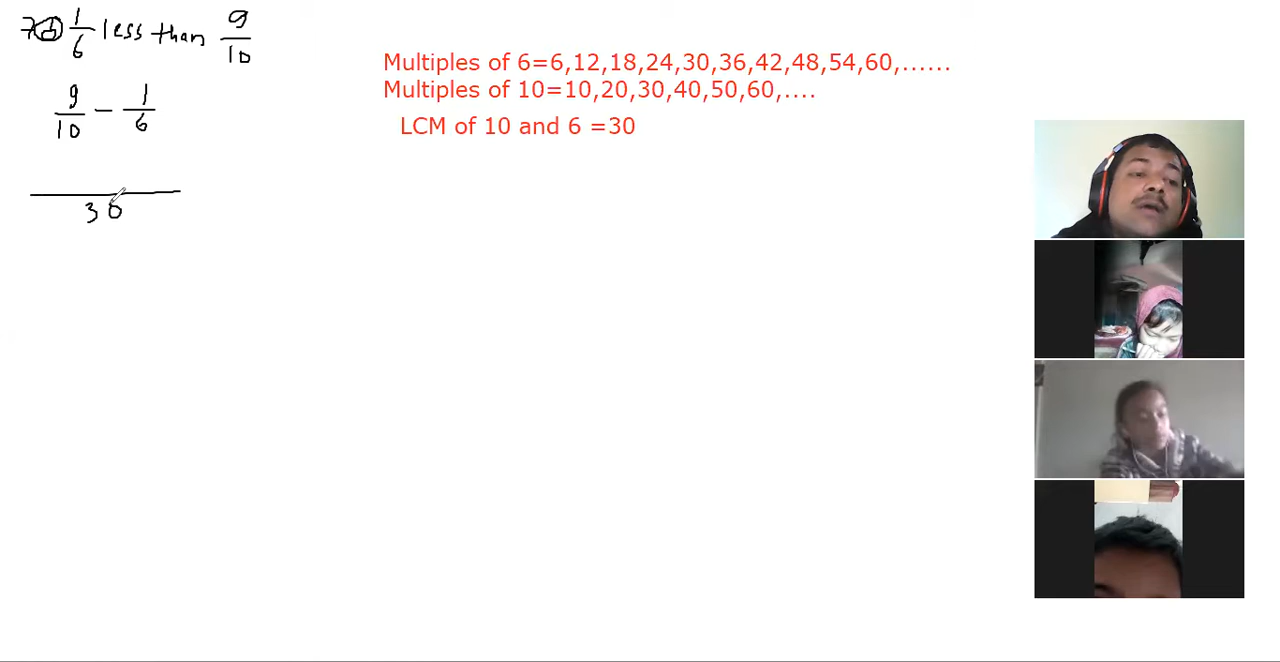 1/6 less than 9/10
9/10 - 1/6
30
Multiples of 6=6,12,18,24,30,36,42,48,54,60,......
Multiples of 10=10,20,30,40,50,60,....
LCM of 10 and 6 =30